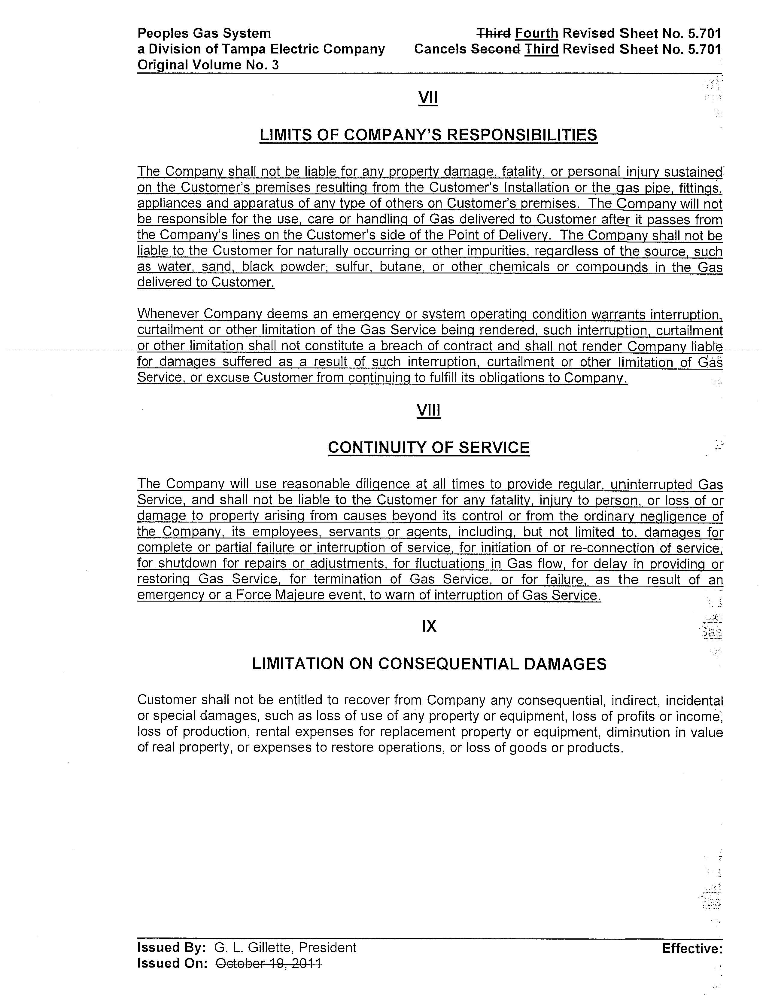 Peoples Gas System
a Division of Tampa Electric Company
Original Volume No. 3
Third Fourth Revised Sheet No. 5.701
Cancels Second Third Revised Sheet No. 5.701
VII
LIMITS OF COMPANY'S RESPONSIBILITIES
The Company shall not be liable for any property damage, fatality, or personal injury sustained
on the Customer's premises resulting from the Customer's Installation or the gas pipe, fittings,
appliances and apparatus of any type of others on Customer's premises. The Company will not
be responsible for the use, care or handling of Gas delivered to Customer after it passes from
the Company's lines on the Customer's side of the Point of Delivery. The Company shall not be
liable to the Customer for naturally occurring or other impurities, regardless of the source, such
as water, sand, black powder, sulfur, butane, or other chemicals or compounds in the Gas
delivered to Customer.
Whenever Company deems an emergency or system operating condition warrants interruption,
curtailment or other limitation of the Gas Service being rendered, such interruption, curtailment
or other limitation shall not constitute a breach of contract and shall not render Company liable
for damages suffered as a result of such interruption, curtailment or other limitation of Gas
Service, or excuse Customer from continuing to fulfill its obligations to Company.
VIII
CONTINUITY OF SERVICE
The Company will use reasonable diligence at all times to provide regular, uninterrupted Gas
Service, and shall not be liable to the Customer for any fatality, injury to person, or loss of or
damage to property arising from causes beyond its control or from the ordinary negligence of
the Company, its employees, servants or agents, including, but not limited to, damages for
complete or partial failure or interruption of service, for initiation of or re-connection of service,
for shutdown for repairs or adjustments, for fluctuations in Gas flow, for delay in providing or
restoring Gas Service, for termination of Gas Service, or for failure, as the result of an
emergency or a Force Majeure event, to warn of interruption of Gas Service.
IX
LIMITATION ON CONSEQUENTIAL DAMAGES
Customer shall not be entitled to recover from Company any consequential, indirect, incidental
or special damages, such as loss of use of any property or equipment, loss of profits or income,
loss of production, rental expenses for replacement property or equipment, diminution in value
of real property, or expenses to restore operations, or loss of goods or products.
Issued By: G. L. Gillette, President
Issued On: October 19, 2011
Effective: